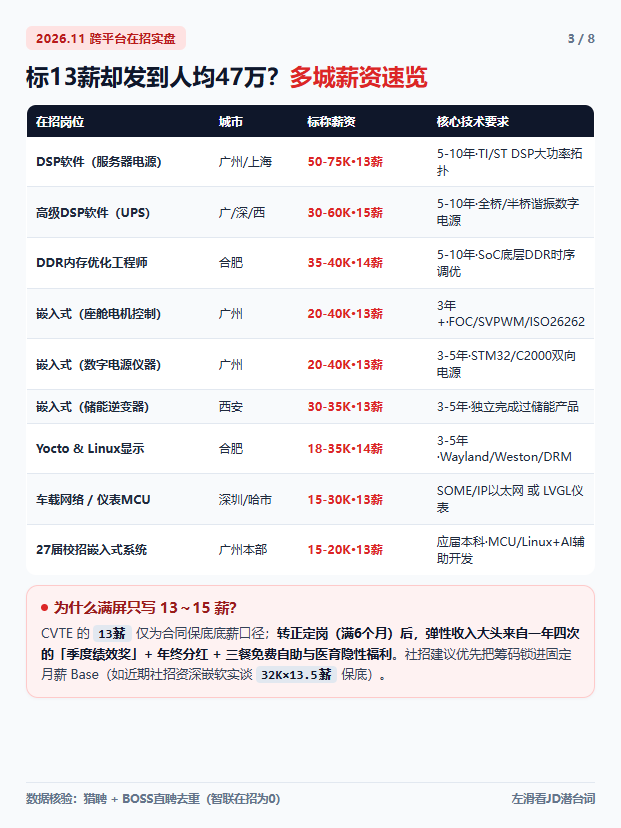 2026.11 跨平台在招实盘
3 / 8
标13薪却发到人均47万？多城薪资速览
在招岗位 城市 标称薪资 核心技术要求
DSP软件（服务器电源） 广州/上海 50-75K·13薪 5-10年·TI/ST DSP大功率拓
扑
高级DSP软件（UPS） 广/深/西 30-60K·15薪 5-10年·全桥/半桥谐振数字
电源
DDR内存优化工程师 合肥 35-40K·14薪 5-10年·SoC底层DDR时序
调优
嵌入式（座舱电机控制） 广州 20-40K·13薪 3年
+·FOC/SVPWM/ISO26262
嵌入式（数字电源仪器） 广州 20-40K·13薪 3-5年·STM32/C2000双向
电源
嵌入式（储能逆变器） 西安 30-35K·13薪 3-5年·独立完成过储能产品
Yocto & Linux显示 合肥 18-35K·14薪 3-5年
·Wayland/Weston/DRM
车载网络 / 仪表MCU 深圳/哈市 15-30K·13薪 SOME/IP以太网 或 LVGL仪
表
27届校招嵌入式系统 广州本部 15-20K·13薪 应届本科·MCU/Linux+AI辅
助开发
为什么满屏只写 13～15 薪？
CVTE 的 13薪 仅为合同保底底薪口径；转正定岗（满6个月）后，弹性收入大头来自一年四次
的「季度绩效奖」+ 年终分红 + 三餐免费自助与医育隐性福利。社招建议优先把筹码锁进固定
月薪 Base（如近期社招资深嵌软实谈 32K×13.5薪 保底）。
数据核验：猎聘 + BOSS直聘去重（智联在招为0）
左滑看JD潜台词